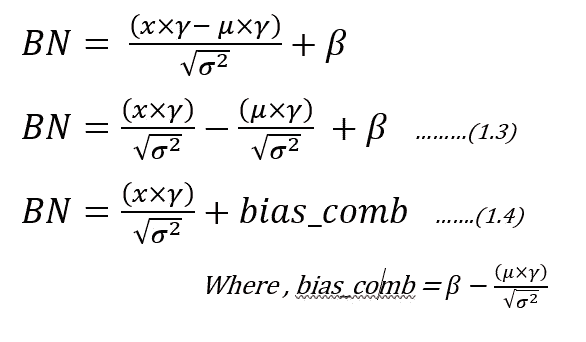 BN = (x×γ− μ×γ)/√σ² + β
BN = (x×γ)/√σ² − (μ×γ)/√σ² + β ………(1.3)
BN = (x×γ)/√σ² + bias_comb …….(1.4)
Where , bias_comb = β − (μ×γ)/√σ²